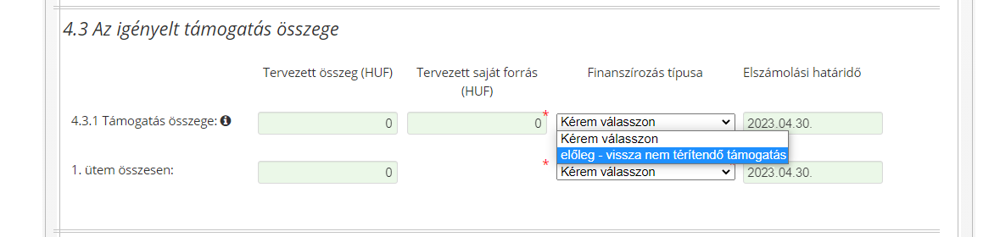 4.3 Az igényelt támogatás összege
Tervezett összeg (HUF) Tervezett saját forrás Finanszírozás típusa Elszámolási határidő
(HUF)
4.3.1 Támogatás összege: 0 0 * Kérem válasszon 2023.04.30.
Kérem válasszon
előleg - vissza nem térítendő támogatás
1. ütem összesen: 0 * Kérem válasszon 2023.04.30.